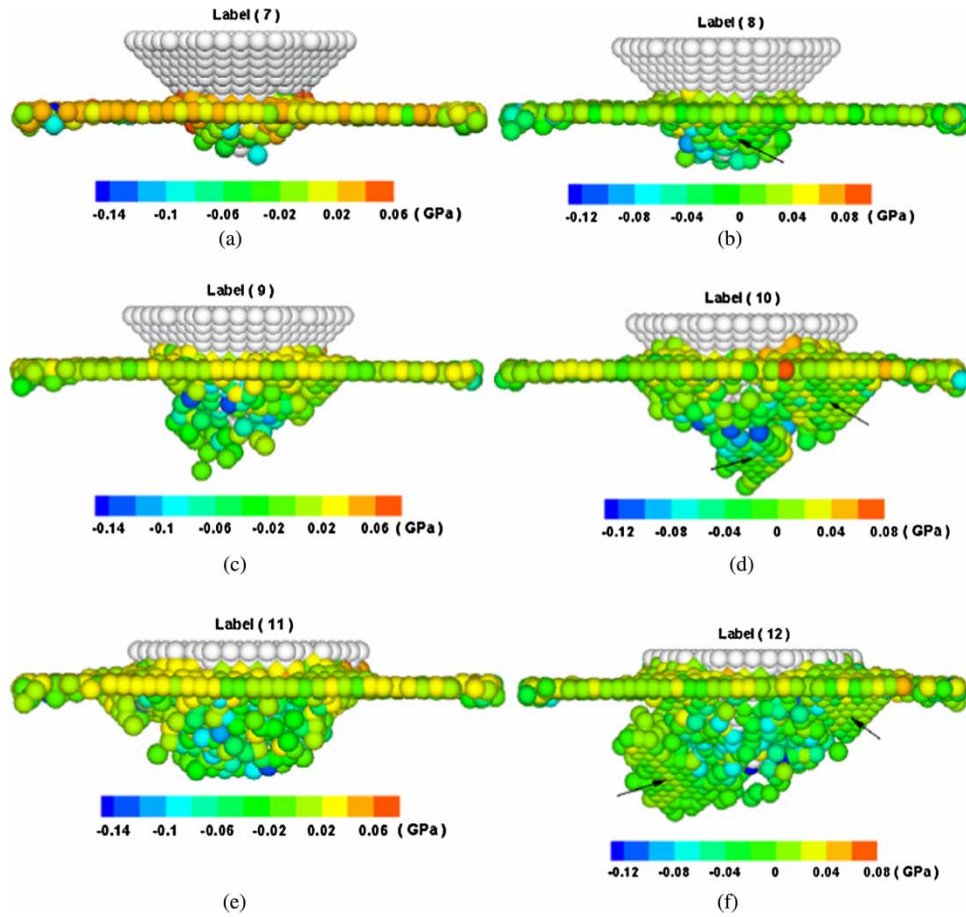 Label ( 7 )
-0.14 -0.1 -0.06 -0.02 0.02 0.06 (GPa)
(a)
Label ( 8 )
-0.12 -0.08 -0.04 0 0.04 0.08 (GPa)
(b)
Label ( 9 )
-0.14 -0.1 -0.06 -0.02 0.02 0.06 (GPa)
(c)
Label ( 10 )
-0.12 -0.08 -0.04 0 0.04 0.08 (GPa)
(d)
Label ( 11 )
-0.14 -0.1 -0.06 -0.02 0.02 0.06 (GPa)
(e)
Label ( 12 )
-0.12 -0.08 -0.04 0 0.04 0.08 (GPa)
(f)